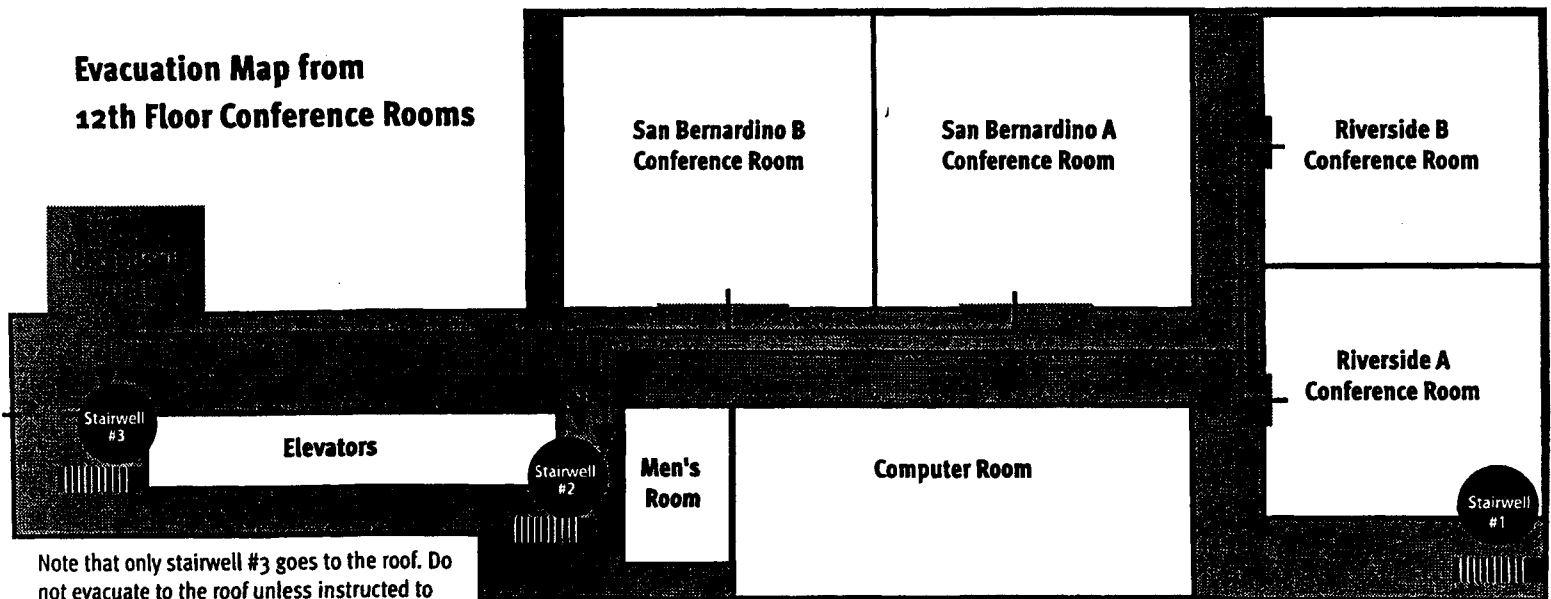 Evacuation Map from
12th Floor Conference Rooms
San Bernardino B
Conference Room
San Bernardino A
Conference Room
Riverside B
Conference Room
Riverside A
Conference Room
Stairwell
#3
Elevators
Stairwell
#2
Men's
Room
Computer Room
Stairwell
#1
Note that only stairwell #3 goes to the roof. Do
not evacuate to the roof unless instructed to